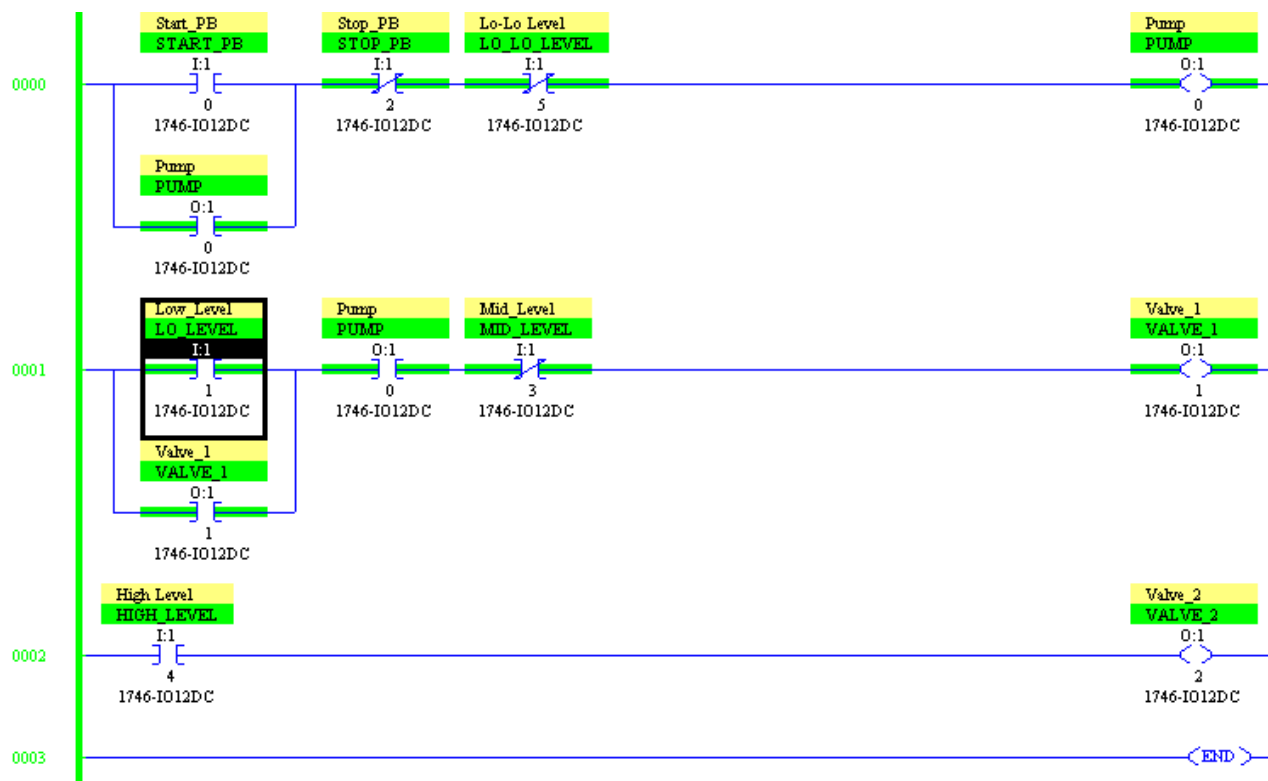 Start_PB Stop_PB Lo-Lo Level Pump
START_PB STOP_PB LO_LO_LEVEL PUMP
I:1 I:1 I:1 O:1
0000
0 2 5 0
1746-IO12DC 1746-IO12DC 1746-IO12DC 1746-IO12DC
Pump
PUMP
O:1
0
1746-IO12DC
Low_Level Pump Mid_Level Valve_1
LO_LEVEL PUMP MID_LEVEL VALVE_1
I:1 O:1 I:1 O:1
0001
1 0 3 1
1746-IO12DC 1746-IO12DC 1746-IO12DC 1746-IO12DC
Valve_1
VALVE_1
O:1
1
1746-IO12DC
High Level Valve_2
HIGH_LEVEL VALVE_2
I:1 O:1
0002
4 2
1746-IO12DC 1746-IO12DC
0003 END